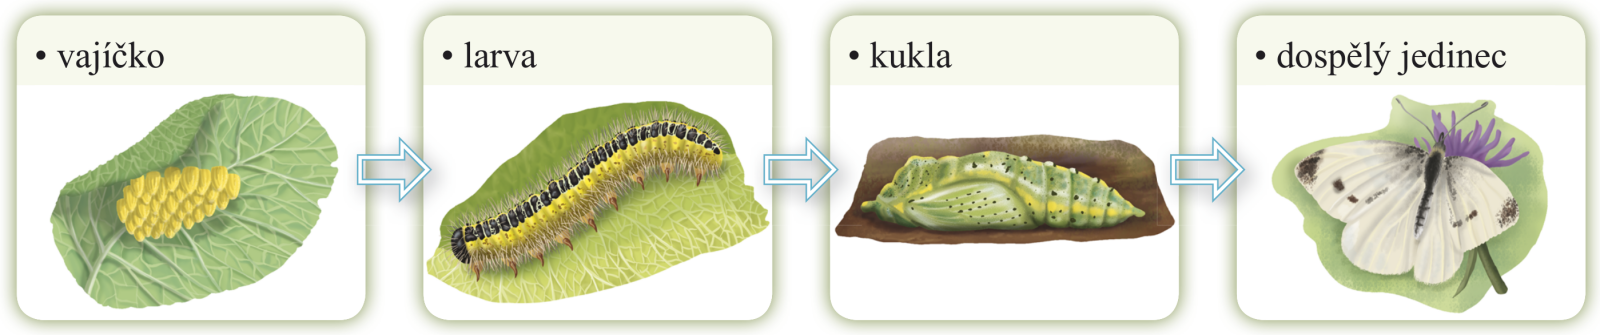 • vajíčko
• larva
• kukla
• dospělý jedinec